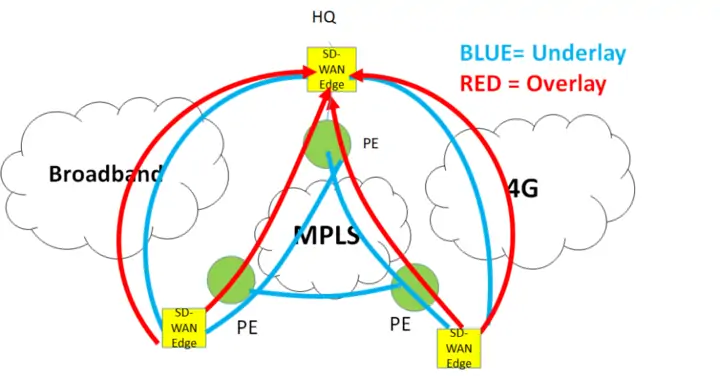 HQ
SD-
WAN
Edge
BLUE= Underlay
RED = Overlay
PE
Broadband
4G
MPLS
SD-
WAN
Edge
PE
PE
SD-
WAN
Edge